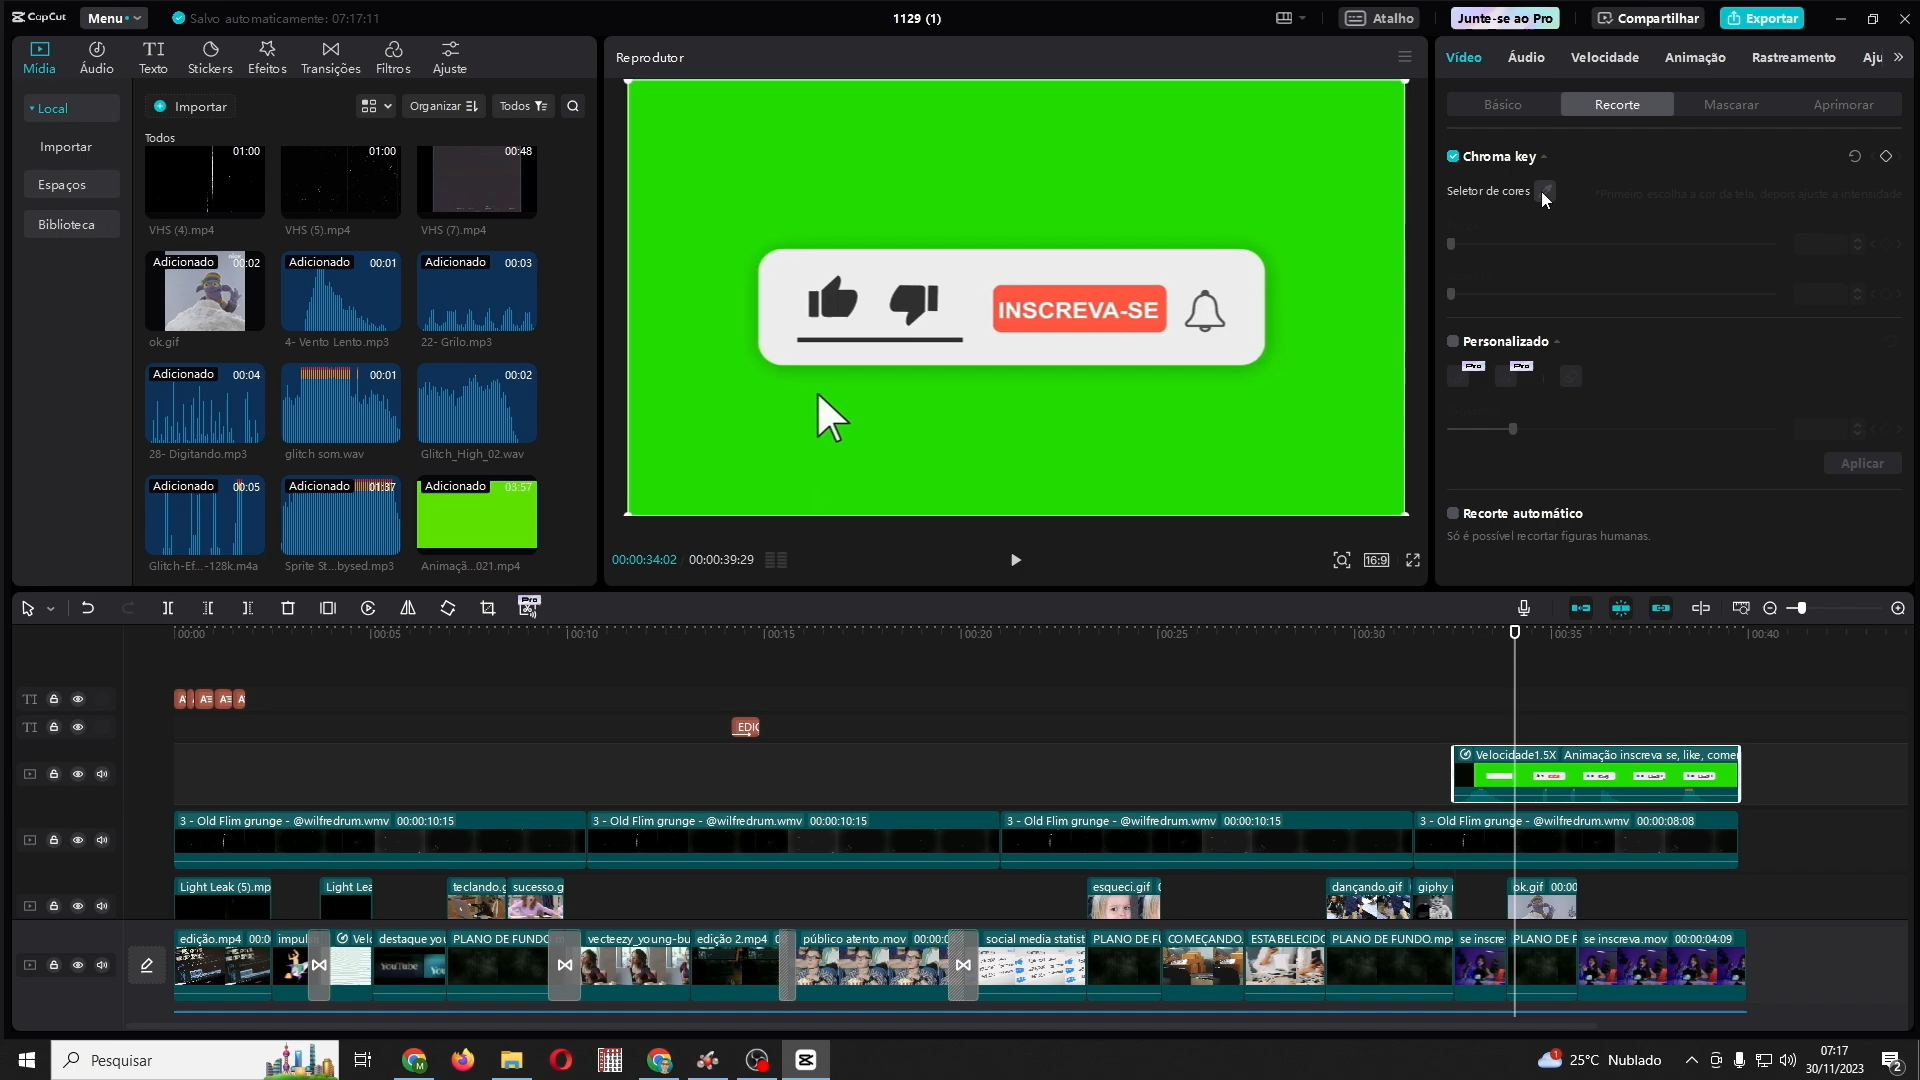 CapCut Menu Salvo automaticamente: 07:17:11 1129 (1) Atalho Junte-se ao Pro Compartilhar Exportar
Mídia Áudio Texto Stickers Efeitos Transições Filtros Ajuste
Local
Importar
Espaços
Biblioteca
Importar Organizar Todos
Todos
01:00 01:00 00:48
VHS (4).mp4 VHS (5).mp4 VHS (7).mp4
Adicionado 00:02 Adicionado 00:01 Adicionado 00:03
ok.gif 4- Vento Lento.mp3 22- Grilo.mp3
Adicionado 00:04 00:01 00:02
28- Digitando.mp3 glitch som.wav Glitch_High_02.wav
Adicionado 00:05 Adicionado 01:37 Adicionado 03:57
Glitch-Ef...-128k.m4a Sprite St...bysed.mp3 Animaçã...021.mp4
Reprodutor
INSCREVA-SE
00:00:34:02 00:00:39:29
16:9
Vídeo Áudio Velocidade Animação Rastreamento Aju
Básico Recorte Mascarar Aprimorar
Chroma key
Seletor de cores *Primeiro escolha a cor da tela, depois ajuste a intensidade
Personalizado
Pro Pro
Aplicar
Recorte automático
Só é possível recortar figuras humanas.
Pro
00:00 00:05 00:10 00:15 00:20 00:25 00:30 00:35 00:40
TI A A A≡ A≡ A
TI EDIÇ
Velocidade1.5X Animação inscreva se, like, comen
3 - Old Flim grunge - @wilfredrum.wmv 00:00:10:15 3 - Old Flim grunge - @wilfredrum.wmv 00:00:10:15 3 - Old Flim grunge - @wilfredrum.wmv 00:00:10:15 3 - Old Flim grunge - @wilfredrum.wmv 00:00:08:08
Light Leak (5).mp Light Lea teclando.g sucesso.g esqueci.gif dançando.gif giphy ok.gif 00:00
edição.mp4 00:0 impul Velo destaque you PLANO DE FUNDO vecteezy_young-bu edição 2.mp4 público atento.mov 00:00:0 social media statist PLANO DE FU COMEÇANDO. ESTABELECIDO PLANO DE FUNDO.mp4 se inscre PLANO DE F se inscreva.mov 00:00:04:09
YouTube You
Pesquisar
25°C Nublado
07:17
30/11/2023
2